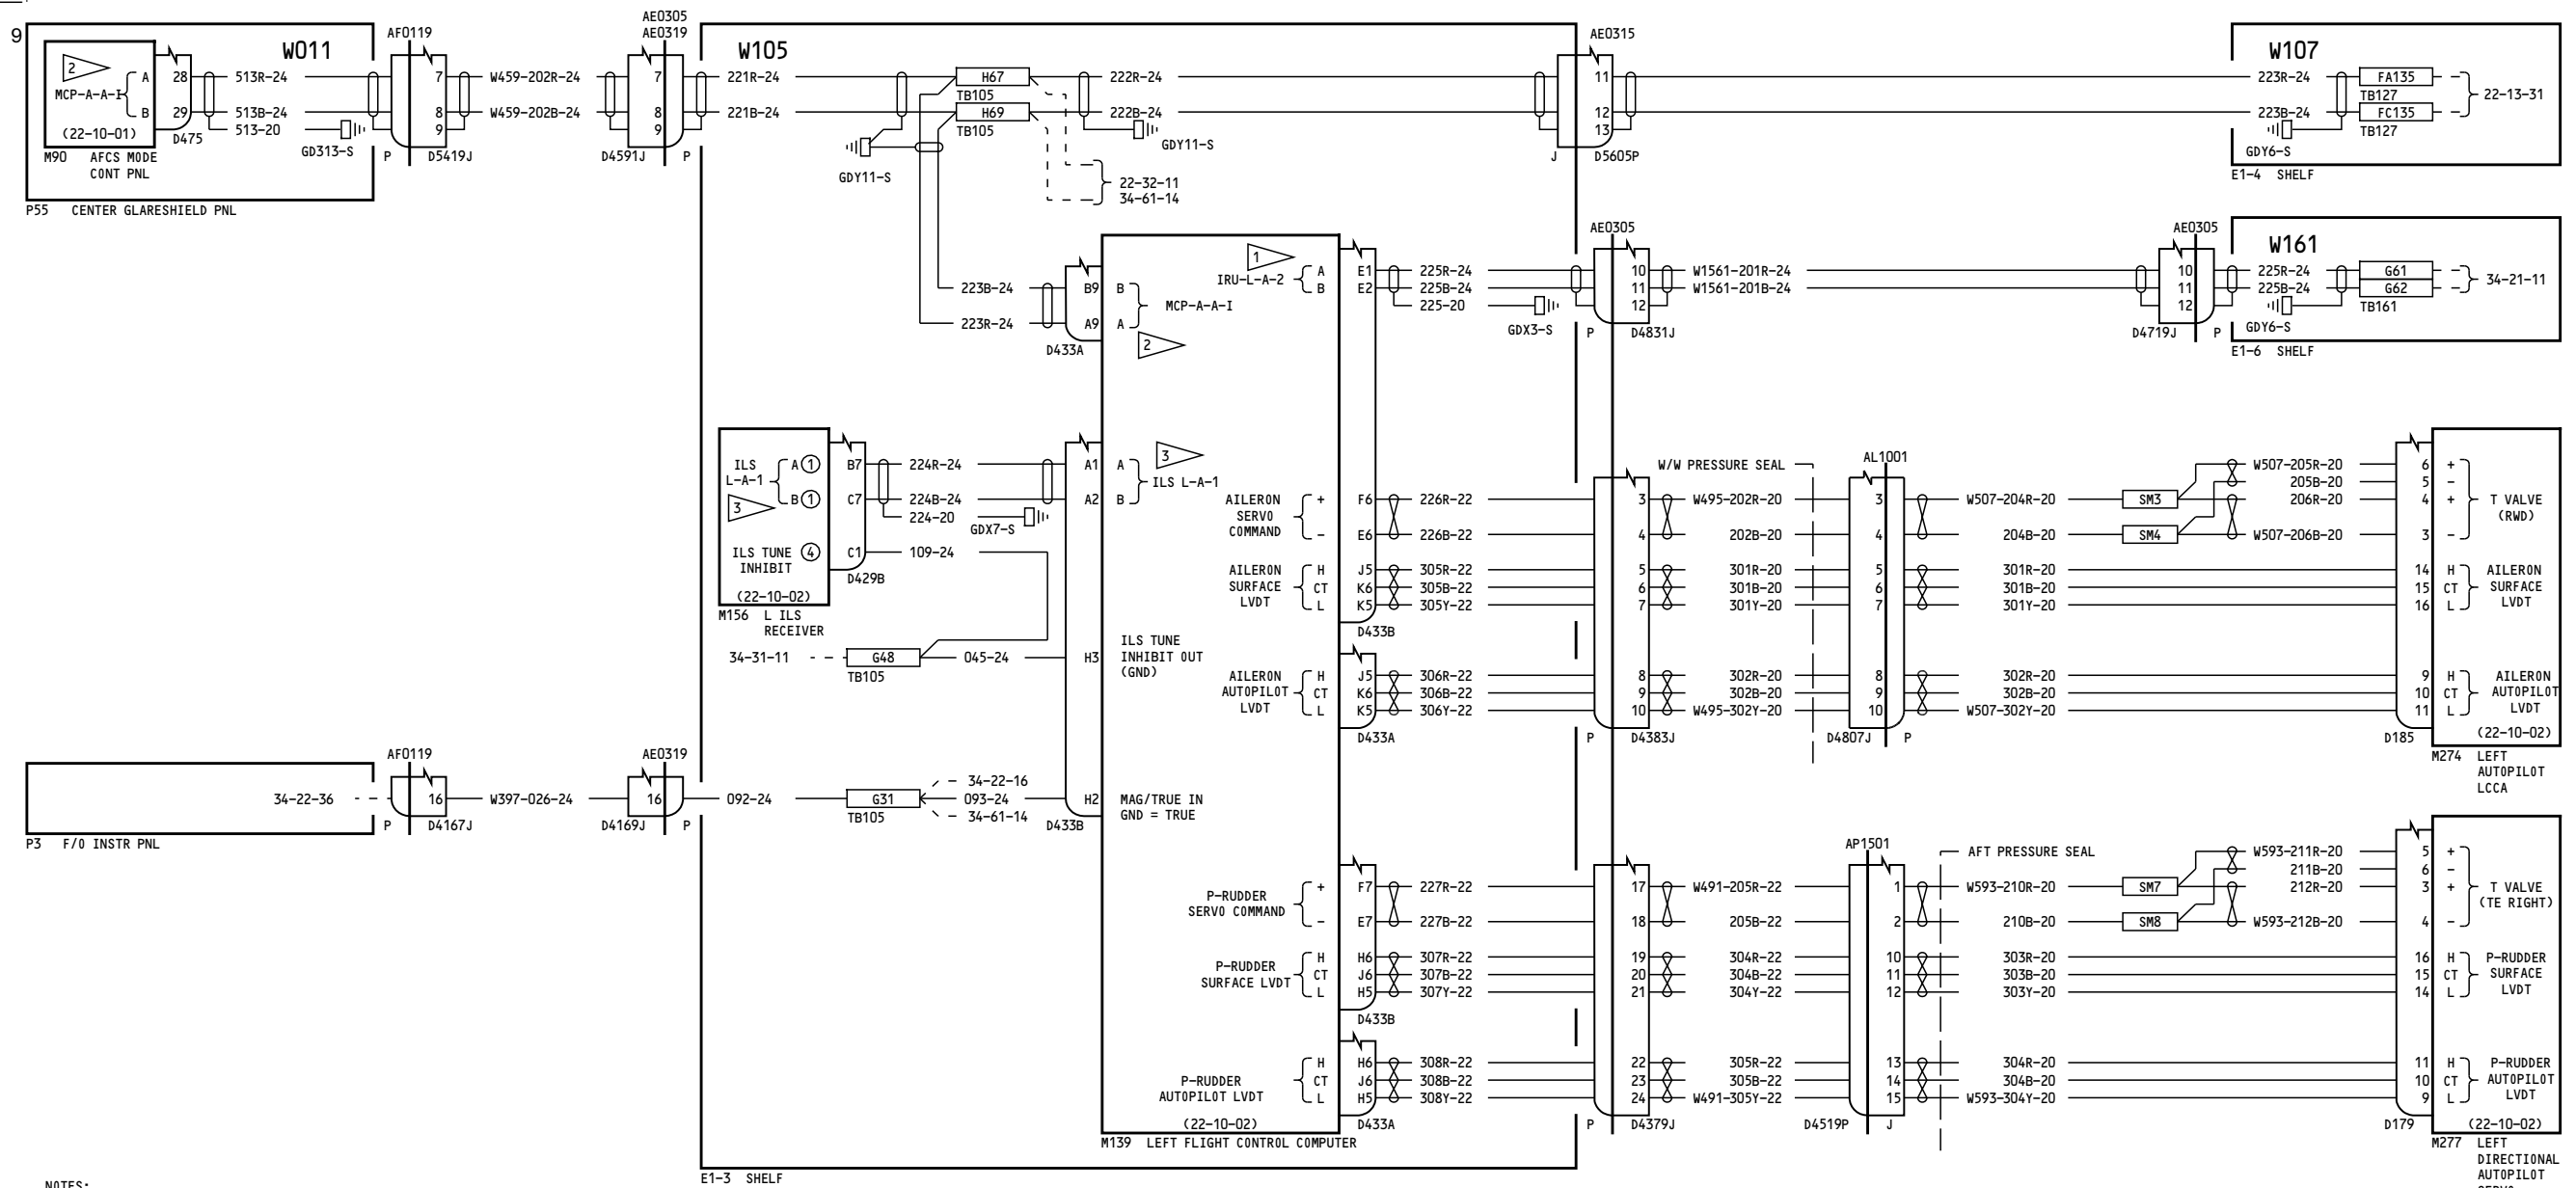 9
W011
2
MCP-A-A-I
A
B
28
29
(22-10-01)
D475
M90 AFCS MODE
CONT PNL
513R-24
513B-24
513-20
GD313-S
P55 CENTER GLARESHIELD PNL
AF0119
7
8
9
P D5419J
W459-202R-24
W459-202B-24
AE0305
AE0319
7
8
9
D4591J P
W105
221R-24
221B-24
H67
TB105
H69
TB105
GDY11-S
222R-24
222B-24
GDY11-S
22-32-11
34-61-14
AE0315
11
12
13
J D5605P
W107
223R-24
223B-24
FA135
TB127
FC135
TB127
22-13-31
GDY6-S
E1-4 SHELF
223B-24
223R-24
B9 B
A9 A
MCP-A-A-I
2
D433A
1
IRU-L-A-2
A
B
E1
E2
225R-24
225B-24
225-20
GDX3-S
AE0305
10
11
12
P D4831J
W1561-201R-24
W1561-201B-24
AE0305
10
11
12
D4719J P
W161
225R-24
225B-24
G61
G62
TB161
34-21-11
GDY6-S
E1-6 SHELF
ILS
L-A-1
A 1
B 1
3
ILS TUNE 4
INHIBIT
B7
C7
C1
D429B
(22-10-02)
M156 L ILS
RECEIVER
224R-24
224B-24
224-20
GDX7-S
109-24
A1 A
A2 B
3
ILS L-A-1
34-31-11
G48
TB105
045-24
H3
ILS TUNE
INHIBIT OUT
(GND)
AILERON
SERVO
COMMAND
+
-
F6
E6
226R-22
226B-22
AILERON
SURFACE
LVDT
H
CT
L
J5
K6
K5
305R-22
305B-22
305Y-22
D433B
AILERON
AUTOPILOT
LVDT
H
CT
L
J5
K6
K5
306R-22
306B-22
306Y-22
D433A
3
4
5
6
7
8
9
10
P D4383J
W/W PRESSURE SEAL
W495-202R-20
202B-20
301R-20
301B-20
301Y-20
302R-20
302B-20
W495-302Y-20
AL1001
3
4
5
6
7
8
9
10
D4807J P
W507-204R-20
204B-20
301R-20
301B-20
301Y-20
302R-20
302B-20
W507-302Y-20
SM3
SM4
W507-205R-20
205B-20
206R-20
W507-206B-20
6 +
5 -
4 +
3 -
T VALVE
(RWD)
14 H
15 CT
16 L
AILERON
SURFACE
LVDT
9 H
10 CT
11 L
AILERON
AUTOPILOT
LVDT
D185
(22-10-02)
M274 LEFT
AUTOPILOT
LCCA
34-22-36
P3 F/O INSTR PNL
AF0119
16
P D4167J
W397-026-24
AE0319
16
D4169J P
092-24
G31
TB105
34-22-16
093-24
34-61-14
H2
D433B
MAG/TRUE IN
GND = TRUE
P-RUDDER
SERVO COMMAND
+
-
F7
E7
227R-22
227B-22
P-RUDDER
SURFACE LVDT
H
CT
L
H6
J6
H5
307R-22
307B-22
307Y-22
D433B
P-RUDDER
AUTOPILOT LVDT
H
CT
L
H6
J6
H5
308R-22
308B-22
308Y-22
D433A
(22-10-02)
M139 LEFT FLIGHT CONTROL COMPUTER
E1-3 SHELF
17
18
19
20
21
22
23
24
P D4379J
W491-205R-22
205B-22
304R-22
304B-22
304Y-22
305R-22
305B-22
W491-305Y-22
AP1501
1
2
10
11
12
13
14
15
D4519P J
AFT PRESSURE SEAL
W593-210R-20
210B-20
303R-20
303B-20
303Y-20
304R-20
304B-20
W593-304Y-20
SM7
SM8
W593-211R-20
211B-20
212R-20
W593-212B-20
5 +
6 -
3 +
4 -
T VALVE
(TE RIGHT)
16 H
15 CT
14 L
P-RUDDER
SURFACE
LVDT
11 H
10 CT
9 L
P-RUDDER
AUTOPILOT
LVDT
D179
(22-10-02)
M277 LEFT
DIRECTIONAL
AUTOPILOT
NOTES: